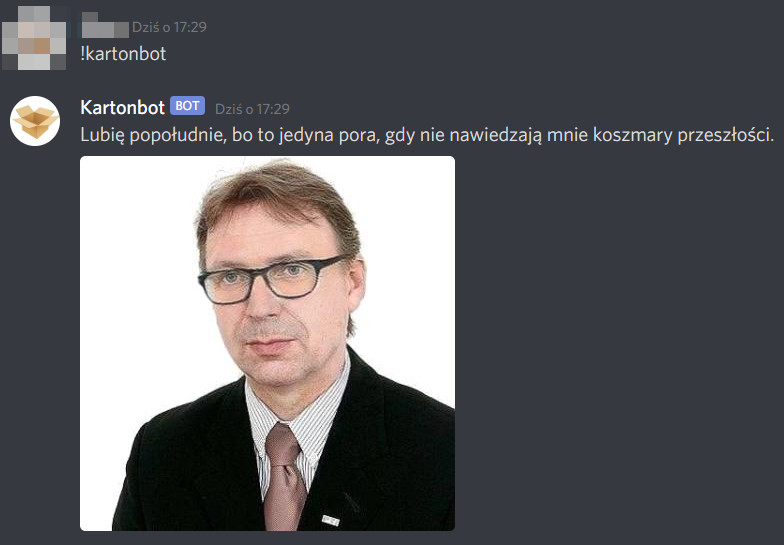 Dziś o 17:29
!kartonbot
Kartonbot BOT Dziś o 17:29
Lubię popołudnie, bo to jedyna pora, gdy nie nawiedzają mnie koszmary przeszłości.